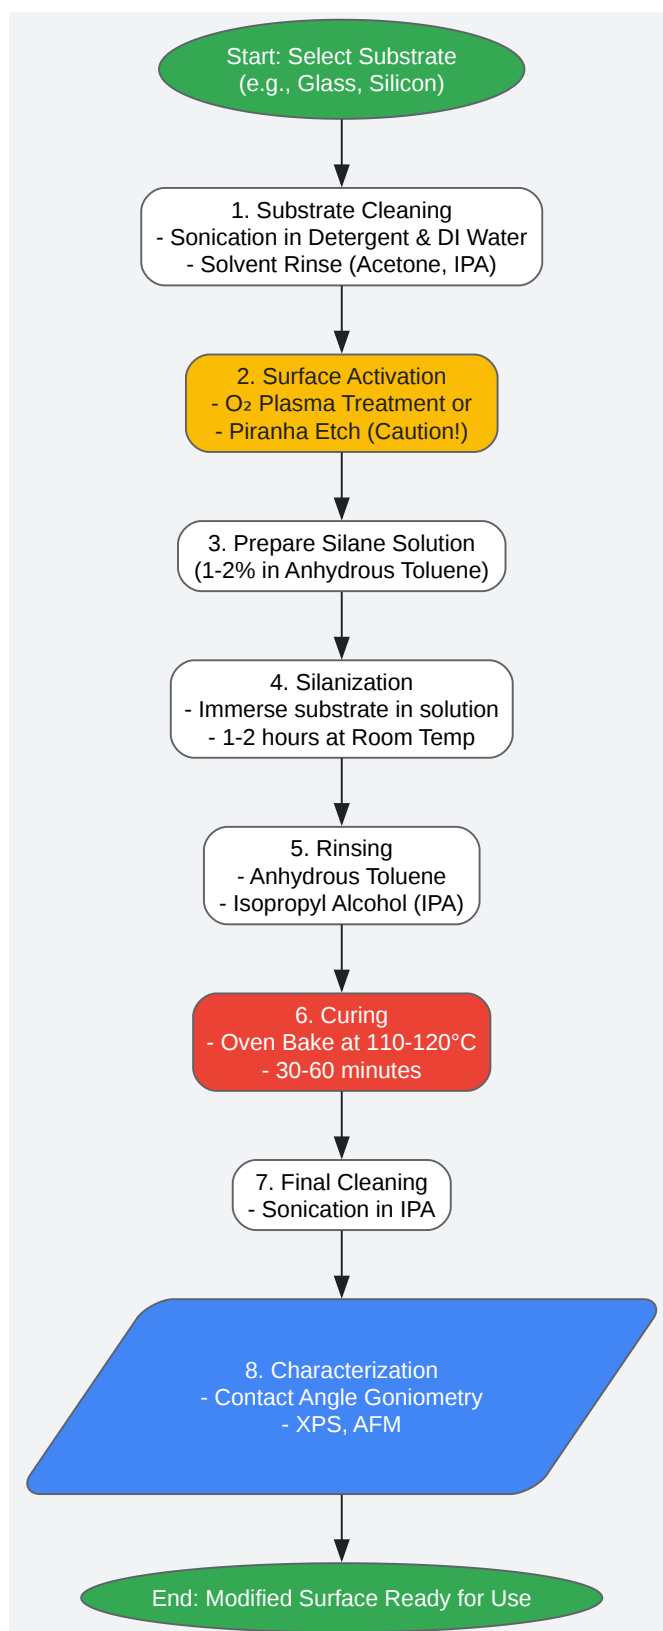 Start: Select Substrate
(e.g., Glass, Silicon)
1. Substrate Cleaning
- Sonication in Detergent & DI Water
- Solvent Rinse (Acetone, IPA)
2. Surface Activation
- O₂ Plasma Treatment or
- Piranha Etch (Caution!)
3. Prepare Silane Solution
(1-2% in Anhydrous Toluene)
4. Silanization
- Immerse substrate in solution
- 1-2 hours at Room Temp
5. Rinsing
- Anhydrous Toluene
- Isopropyl Alcohol (IPA)
6. Curing
- Oven Bake at 110-120°C
- 30-60 minutes
7. Final Cleaning
- Sonication in IPA
8. Characterization
- Contact Angle Goniometry
- XPS, AFM
End: Modified Surface Ready for Use